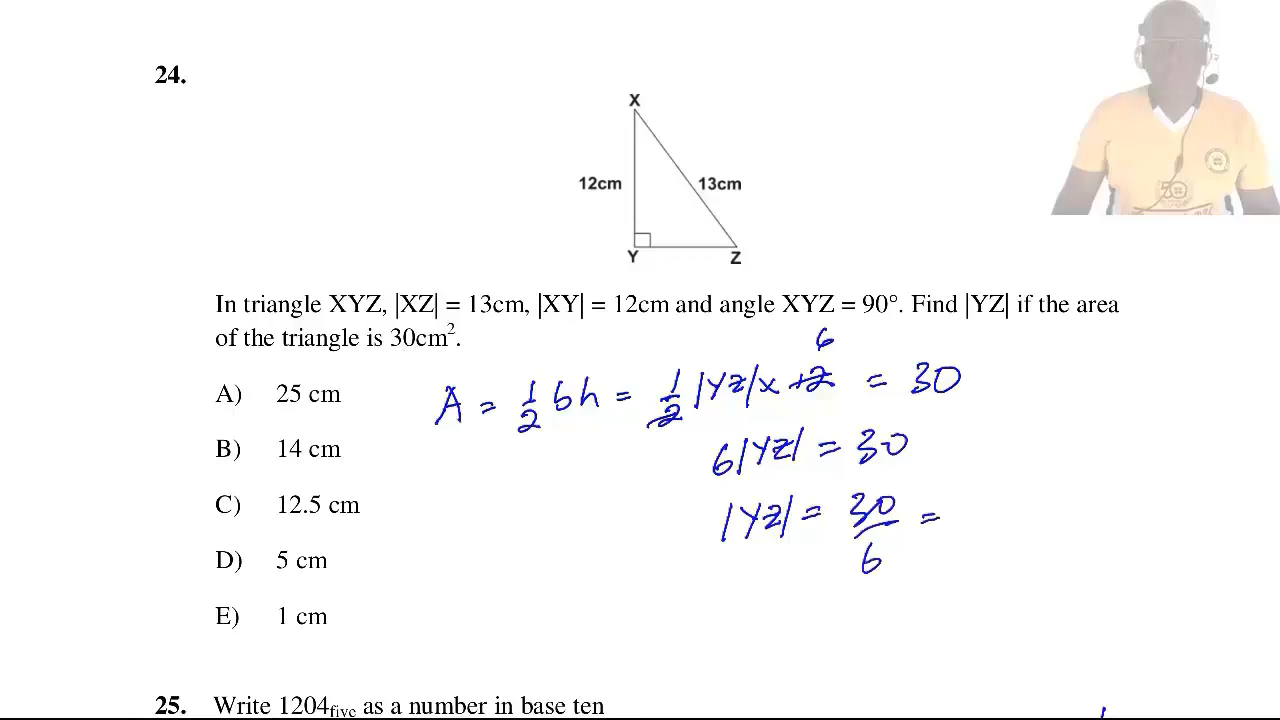 24.
X
12cm 13cm
Y Z
In triangle XYZ, |XZ| = 13cm, |XY| = 12cm and angle XYZ = 90°. Find |YZ| if the area
of the triangle is 30cm².
A) 25 cm
B) 14 cm
C) 12.5 cm
D) 5 cm
E) 1 cm
6
A = 1/2 bh = 1/2 |YZ| x 12 = 30
6|YZ| = 30
|YZ| = 30/6 =
25. Write 1204five as a number in base ten
50